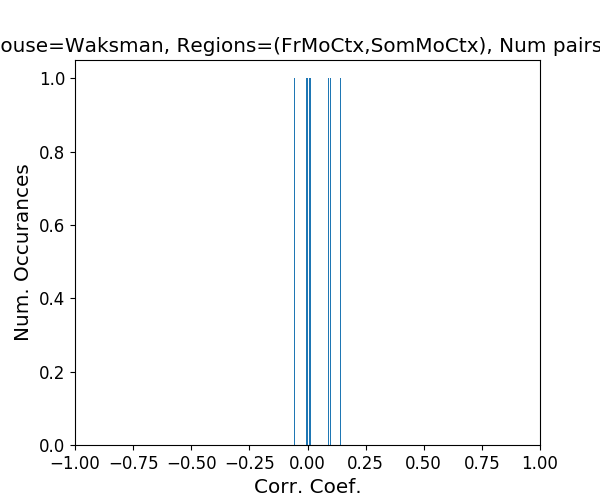 ouse=Waksman, Regions=(FrMoCtx,SomMoCtx), Num pairs
1.0
0.8
0.6
0.4
0.2
0.0
Num. Occurances
−1.00 −0.75 −0.50 −0.25 0.00 0.25 0.50 0.75 1.00
Corr. Coef.